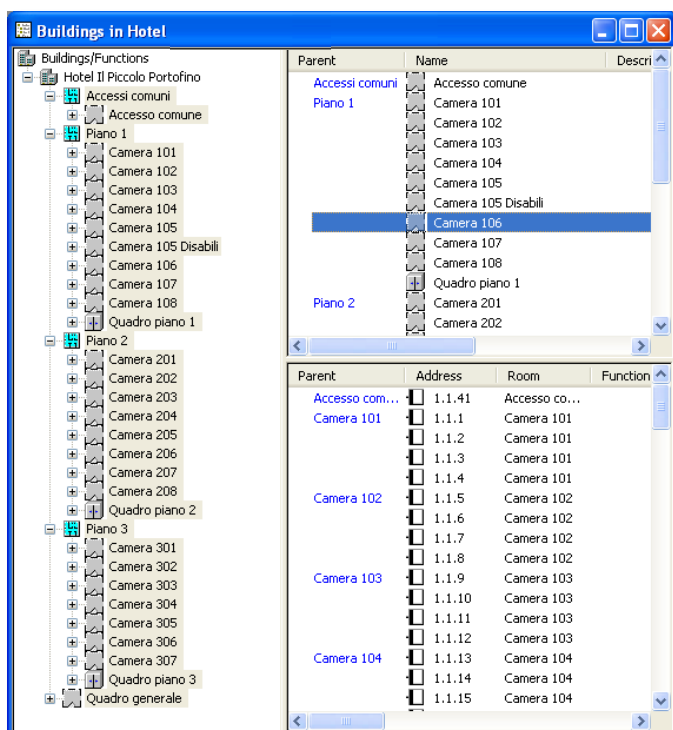 Buildings in Hotel
Buildings/Functions
Hotel Il Piccolo Portofino
Accessi comuni
Accesso comune
Piano 1
Camera 101
Camera 102
Camera 103
Camera 104
Camera 105
Camera 105 Disabili
Camera 106
Camera 107
Camera 108
Quadro piano 1
Piano 2
Camera 201
Camera 202
Camera 203
Camera 204
Camera 205
Camera 206
Camera 207
Camera 208
Quadro piano 2
Piano 3
Camera 301
Camera 302
Camera 303
Camera 304
Camera 305
Camera 306
Camera 307
Quadro piano 3
Quadro generale
Parent Name Descri
Accessi comuni Accesso comune
Piano 1 Camera 101
Camera 102
Camera 103
Camera 104
Camera 105
Camera 105 Disabili
Camera 106
Camera 107
Camera 108
Quadro piano 1
Piano 2 Camera 201
Camera 202
Parent Address Room Function
Accesso com... 1.1.41 Accesso co...
Camera 101 1.1.1 Camera 101
1.1.2 Camera 101
1.1.3 Camera 101
1.1.4 Camera 101
Camera 102 1.1.5 Camera 102
1.1.6 Camera 102
1.1.7 Camera 102
1.1.8 Camera 102
Camera 103 1.1.9 Camera 103
1.1.10 Camera 103
1.1.11 Camera 103
1.1.12 Camera 103
Camera 104 1.1.13 Camera 104
1.1.14 Camera 104
1.1.15 Camera 104